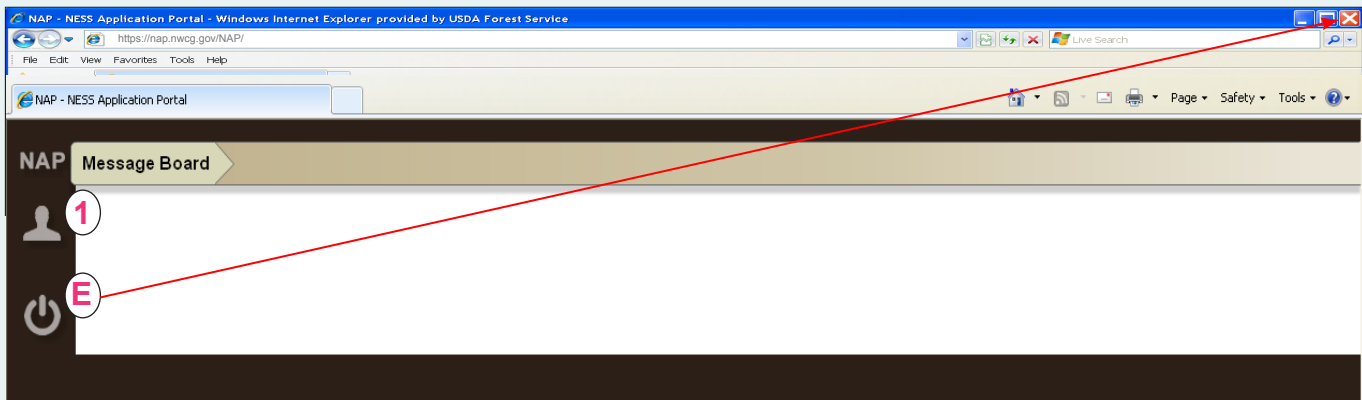 NAP - NESS Application Portal - Windows Internet Explorer provided by USDA Forest Service
https://nap.nwcg.gov/NAP/
Live Search
File Edit View Favorites Tools Help
NAP - NESS Application Portal
Page Safety Tools
NAP Message Board
1
E